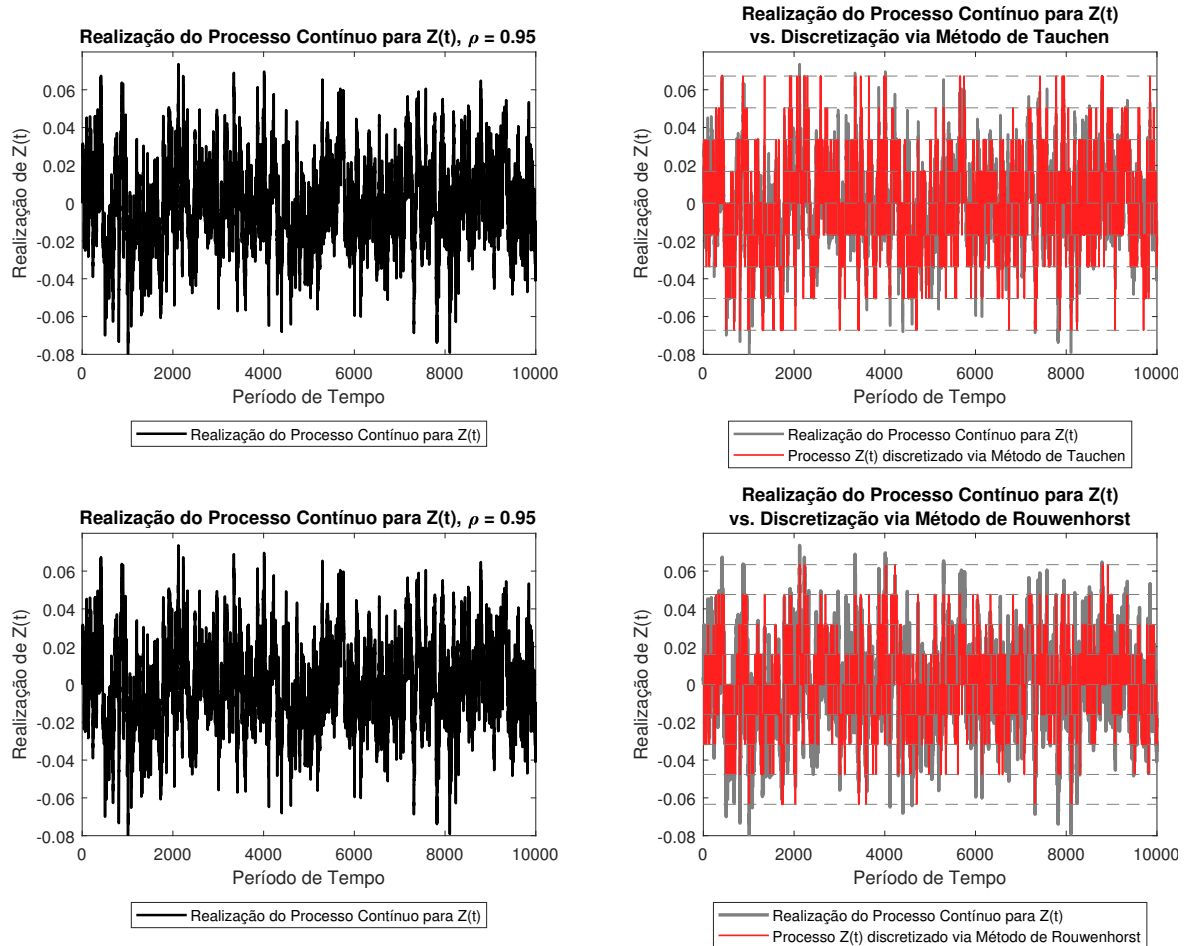 Realização do Processo Contínuo para Z(t), ρ = 0.95
Realização de Z(t)
0.06
0.04
0.02
0
-0.02
-0.04
-0.06
-0.08
0 2000 4000 6000 8000 10000
Período de Tempo
Realização do Processo Contínuo para Z(t)
Realização do Processo Contínuo para Z(t)
vs. Discretização via Método de Tauchen
Realização de Z(t)
0.06
0.04
0.02
0
-0.02
-0.04
-0.06
-0.08
0 2000 4000 6000 8000 10000
Período de Tempo
Realização do Processo Contínuo para Z(t)
Processo Z(t) discretizado via Método de Tauchen
Realização do Processo Contínuo para Z(t), ρ = 0.95
Realização de Z(t)
0.06
0.04
0.02
0
-0.02
-0.04
-0.06
-0.08
0 2000 4000 6000 8000 10000
Período de Tempo
Realização do Processo Contínuo para Z(t)
Realização do Processo Contínuo para Z(t)
vs. Discretização via Método de Rouwenhorst
Realização de Z(t)
0.06
0.04
0.02
0
-0.02
-0.04
-0.06
-0.08
0 2000 4000 6000 8000 10000
Período de Tempo
Realização do Processo Contínuo para Z(t)
Processo Z(t) discretizado via Método de Rouwenhorst